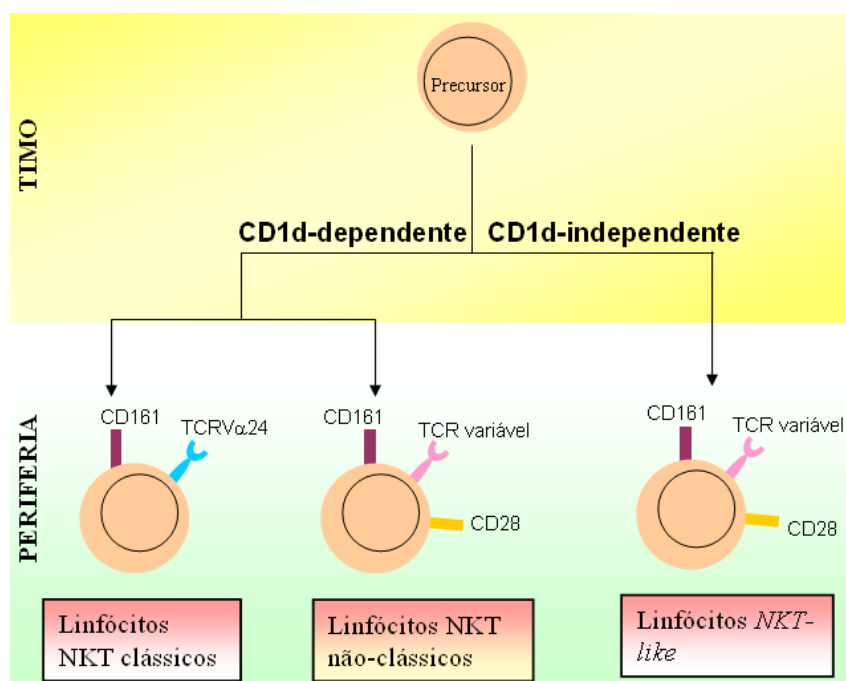 TIMO
Precursor
CD1d-dependente
CD1d-independente
PERIFERIA
CD161
TCRVα24
CD161
TCR variável
CD28
CD161
TCR variável
CD28
Linfócitos
NKT clássicos
Linfócitos NKT
não-clássicos
Linfócitos NKT-
like